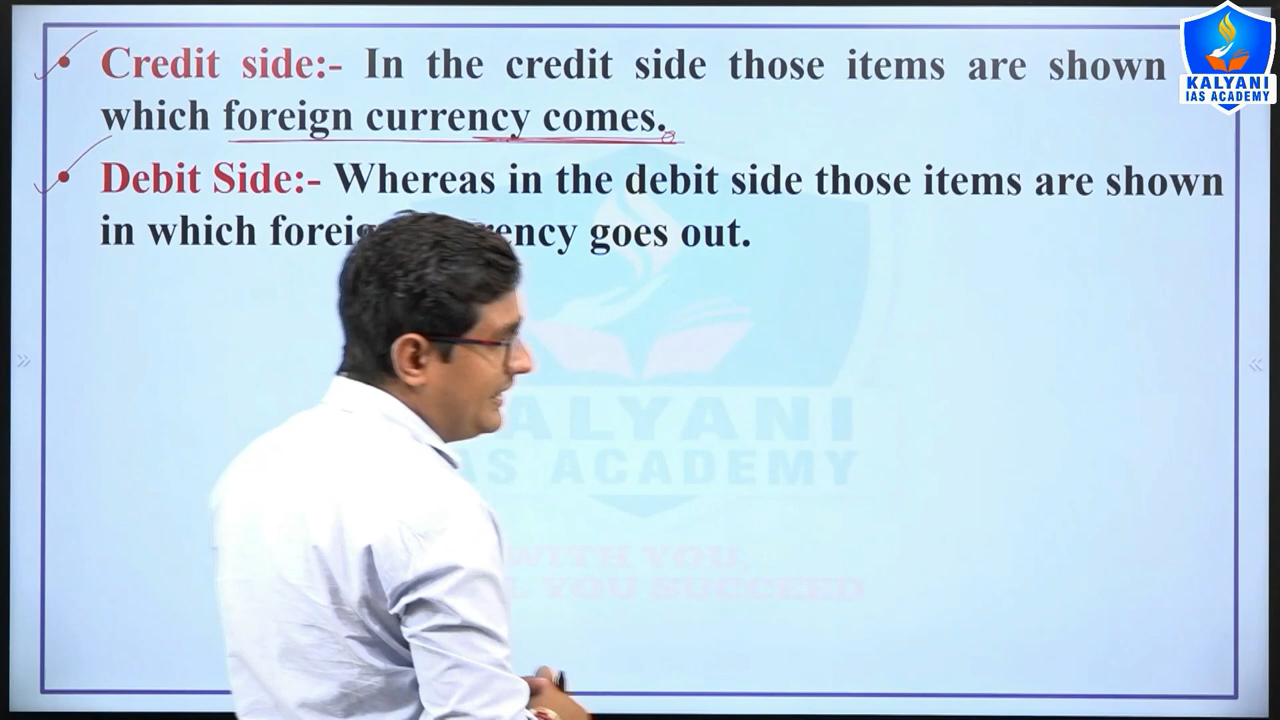 Credit side:- In the credit side those items are shown
which foreign currency comes.
Debit Side:- Whereas in the debit side those items are shown
in which foreign currency goes out.
KALYANI
IAS ACADEMY
KALYANI
IAS ACADEMY
WITH YOU,
YOU SUCCEED